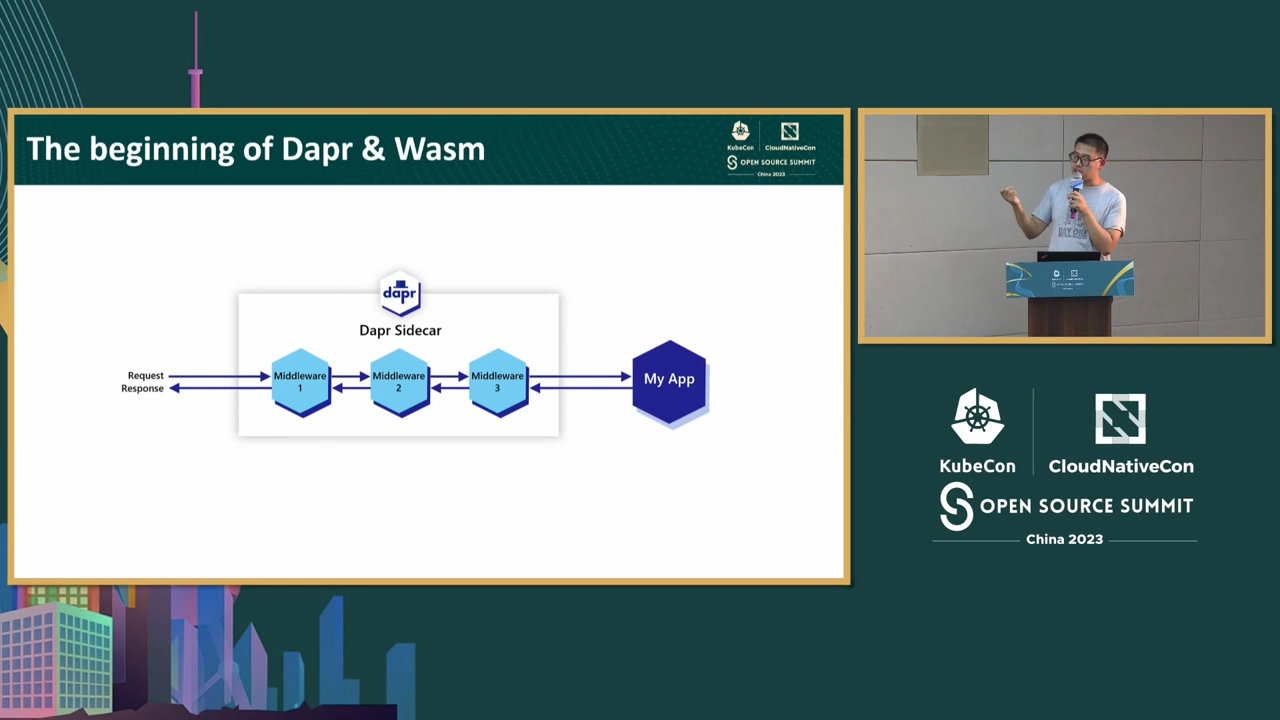 The beginning of Dapr & Wasm
KubeCon
CloudNativeCon
OPEN SOURCE SUMMIT
China 2023
dapr
Dapr Sidecar
Request
Response
Middleware
1
Middleware
2
Middleware
3
My App
KubeCon
CloudNativeCon
OPEN SOURCE SUMMIT
China 2023